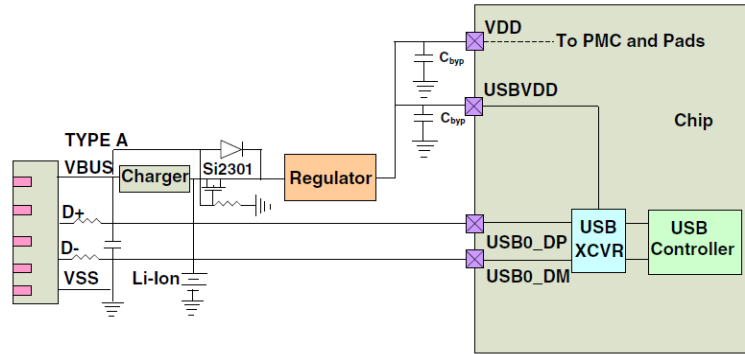 VDD
To PMC and Pads
Cbyp
USBVDD
Cbyp
Chip
TYPE A
VBUS
Charger
Si2301
Regulator
D+
USB0_DP
USB
XCVR
USB
Controller
D-
USB0_DM
VSS
Li-Ion